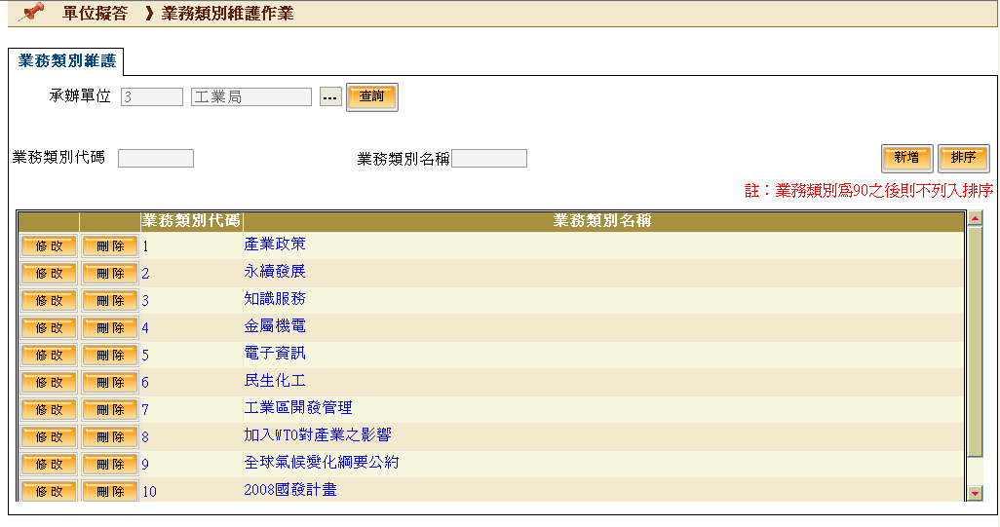 單位擬答 》業務類別維護作業
業務類別維護
承辦單位 3 工業局 ... 查詢
業務類別代碼 業務類別名稱 新增 排序
註：業務類別為90之後則不列入排序
業務類別代碼 業務類別名稱
修改 刪除 1 產業政策
修改 刪除 2 永續發展
修改 刪除 3 知識服務
修改 刪除 4 金屬機電
修改 刪除 5 電子資訊
修改 刪除 6 民生化工
修改 刪除 7 工業區開發管理
修改 刪除 8 加入WTO對產業之影響
修改 刪除 9 全球氣候變化綱要公約
修改 刪除 10 2008國發計畫